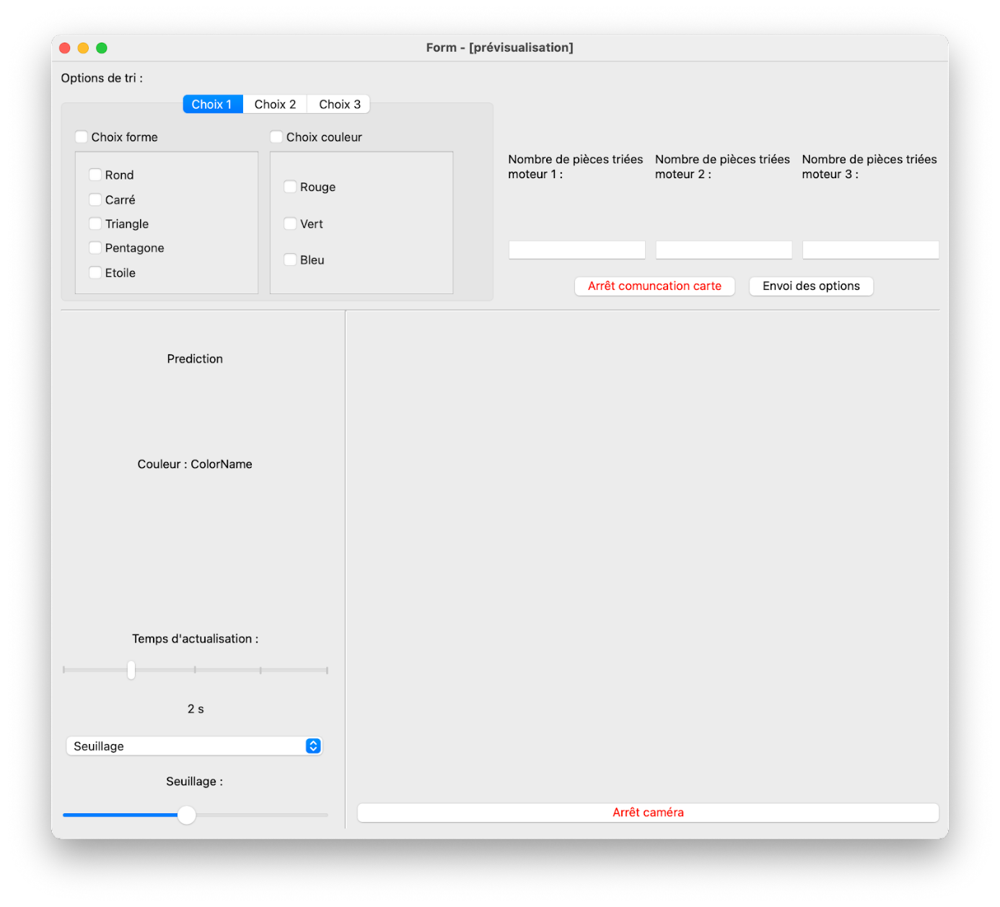 Form - [prévisualisation]
Options de tri :
Choix 1 Choix 2 Choix 3
Choix forme
Rond
Carré
Triangle
Pentagone
Etoile
Choix couleur
Rouge
Vert
Bleu
Nombre de pièces triées
moteur 1 :
Nombre de pièces triées
moteur 2 :
Nombre de pièces triées
moteur 3 :
Arrêt comuncation carte
Envoi des options
Prediction
Couleur : ColorName
Temps d'actualisation :
2 s
Seuillage
Seuillage :
Arrêt caméra